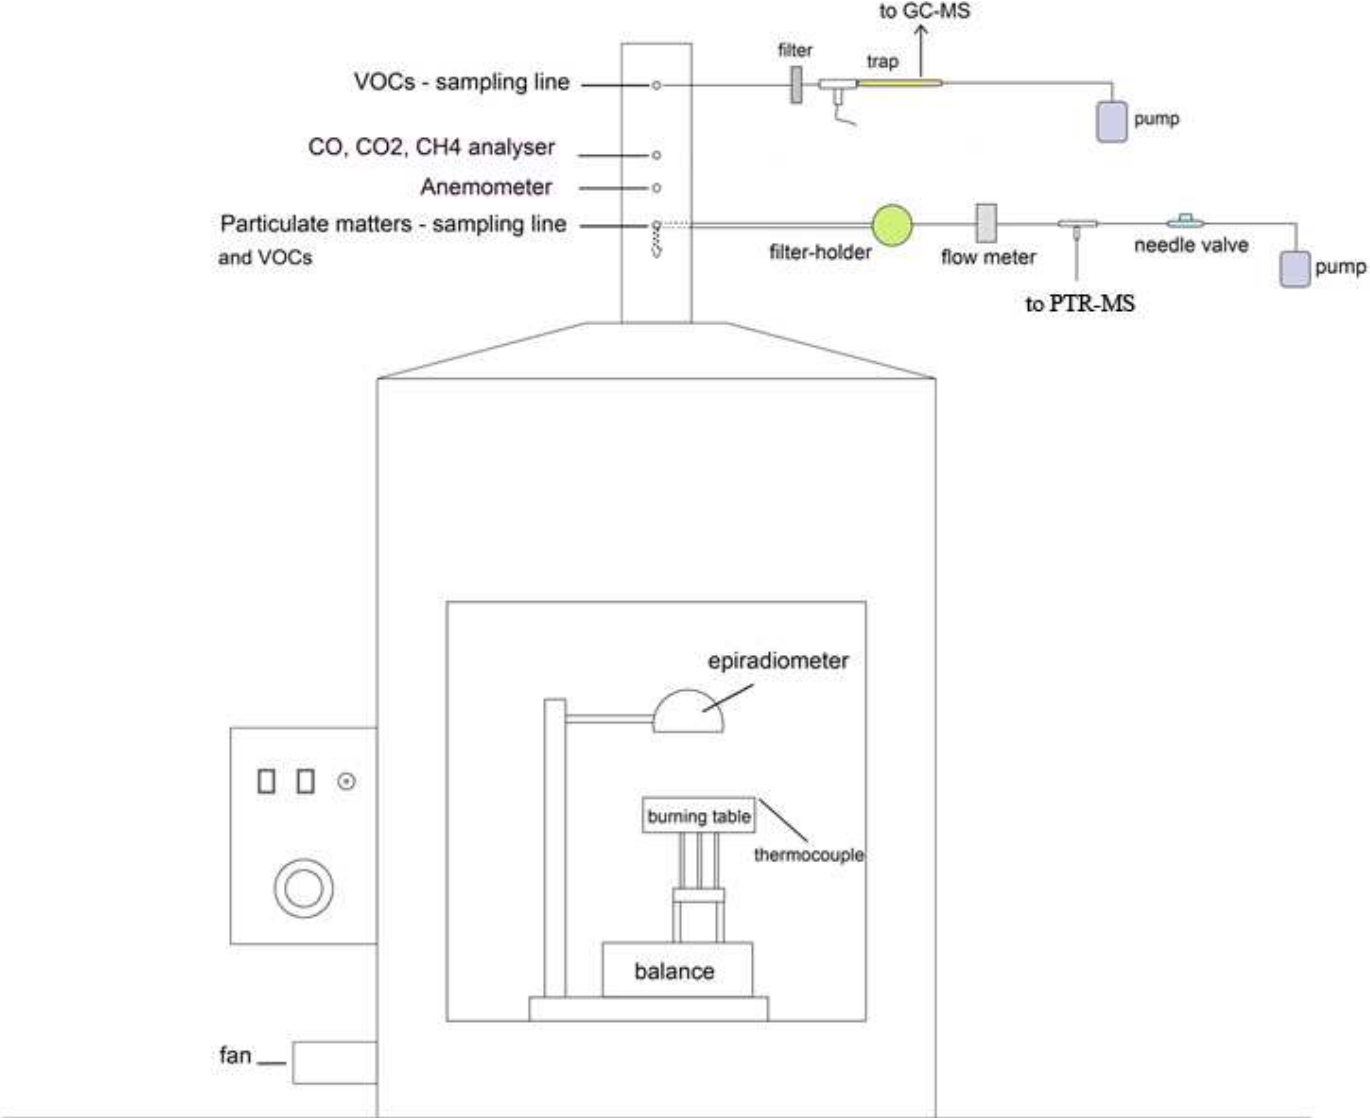 to GC-MS
filter
trap
VOCs - sampling line
pump
CO, CO2, CH4 analyser
Anemometer
Particulate matters - sampling line
and VOCs
filter-holder
flow meter
needle valve
pump
to PTR-MS
epiradiometer
burning table
thermocouple
balance
fan